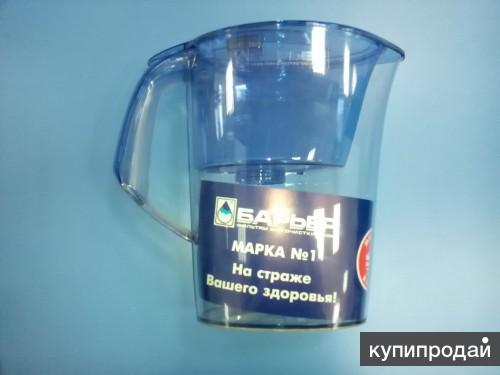 БАРЬЕР
МАРКА №1
На страже
Вашего здоровья!
купипродай